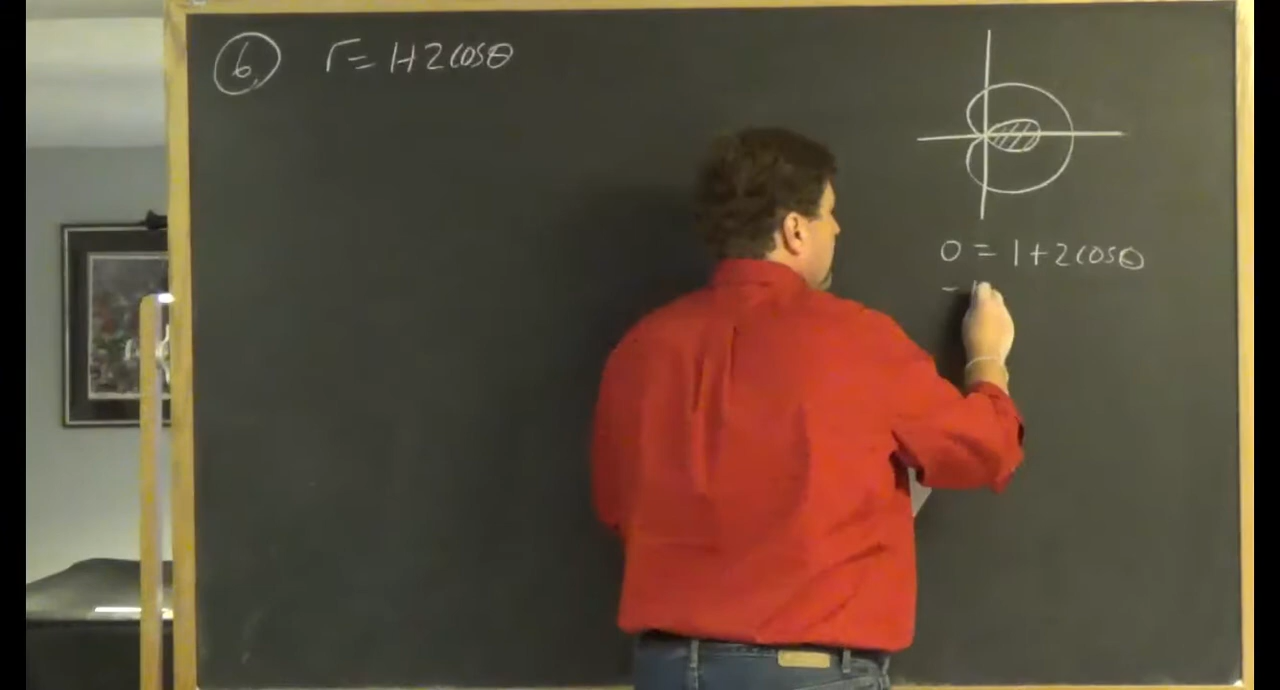 6. r = 1+2cosθ
0 = 1+2cosθ
-